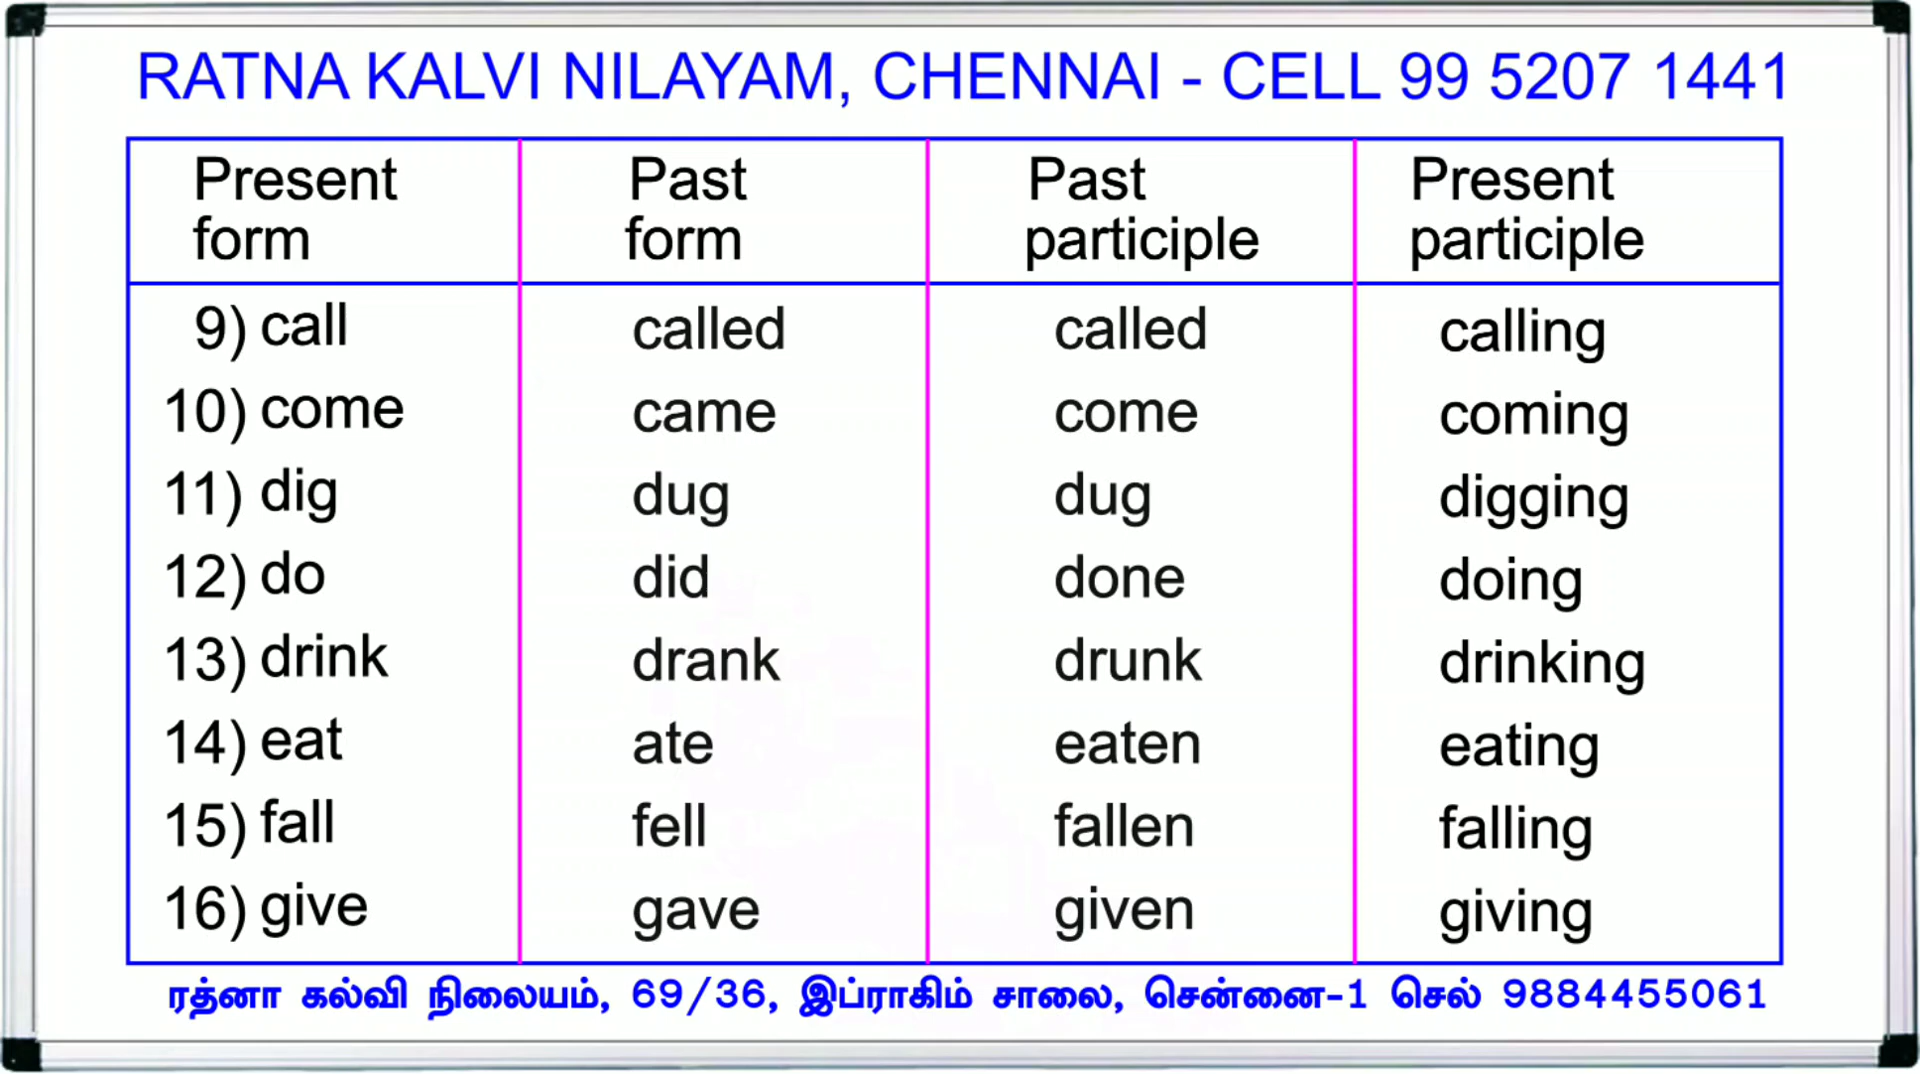 RATNA KALVI NILAYAM, CHENNAI - CELL 99 5207 1441
Present form Past form Past participle Present participle
9) call called called calling
10) come came come coming
11) dig dug dug digging
12) do did done doing
13) drink drank drunk drinking
14) eat ate eaten eating
15) fall fell fallen falling
16) give gave given giving
ரத்னா கல்வி நிலையம், 69/36, இப்ராகிம் சாலை, சென்னை-1 செல் 9884455061